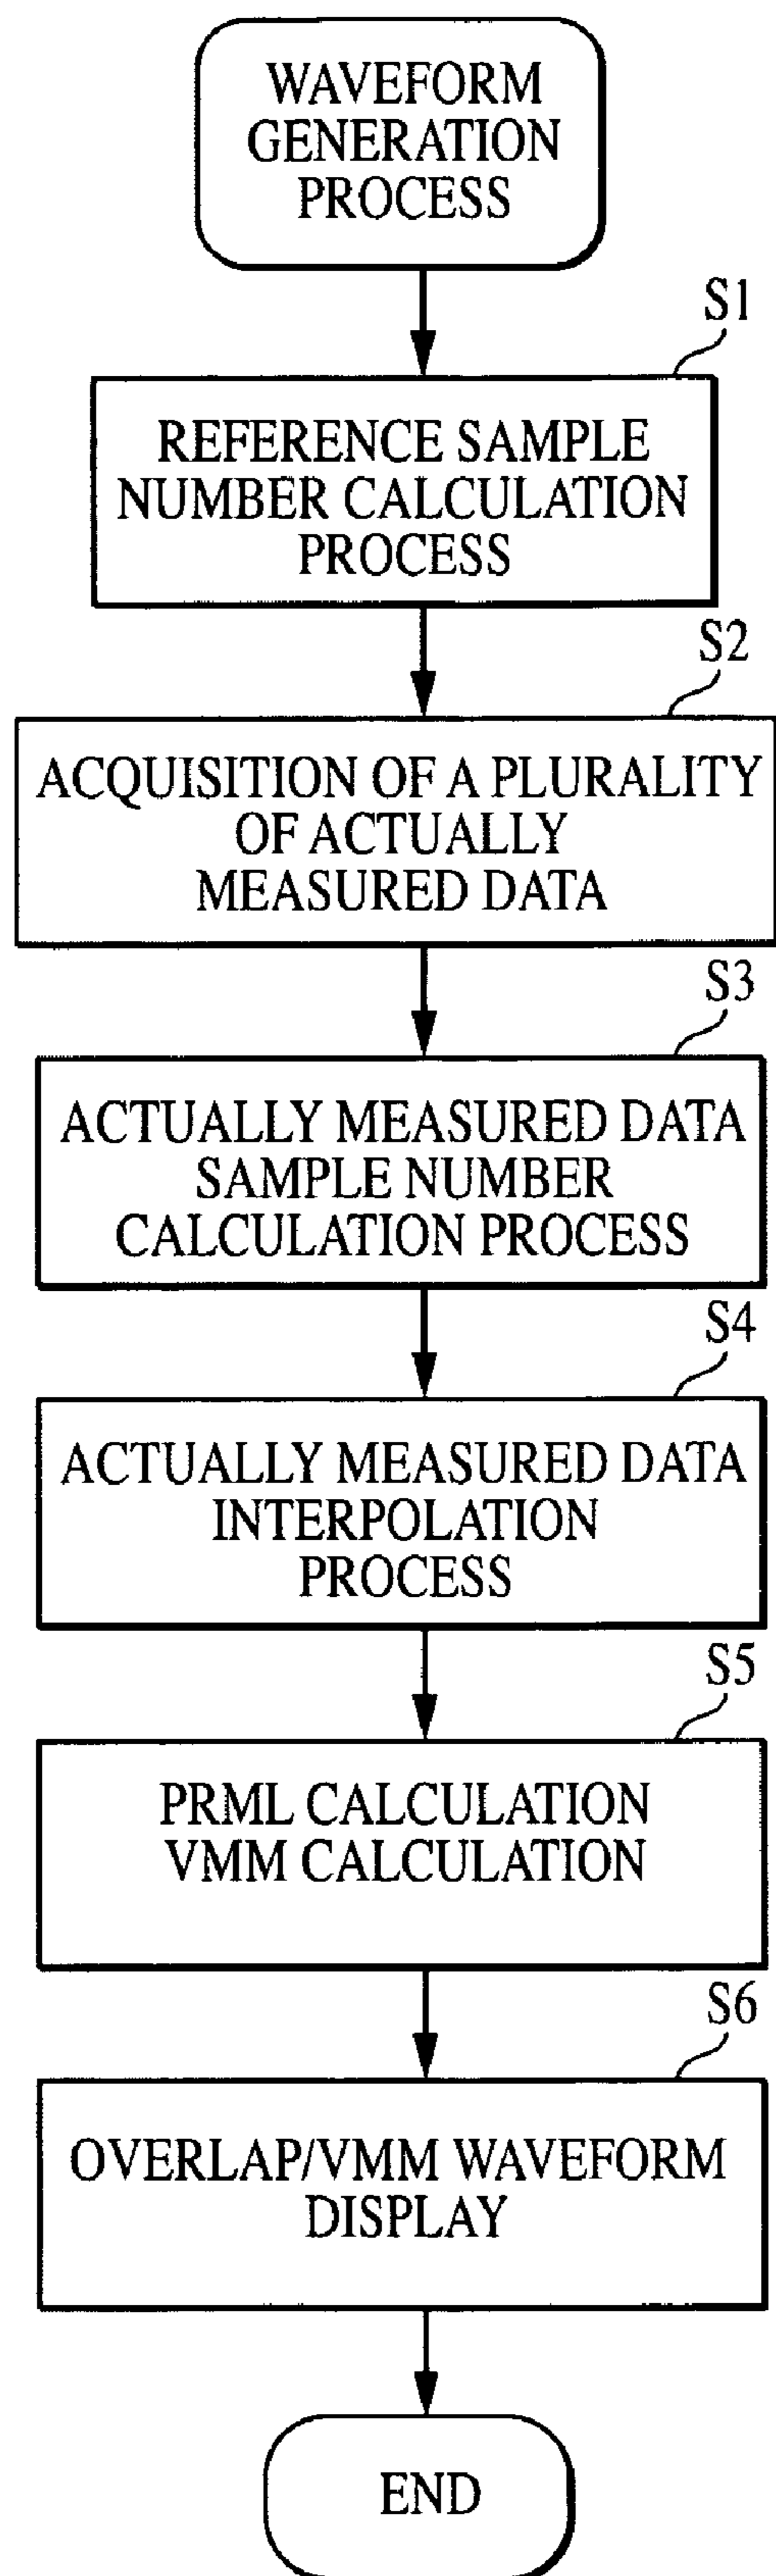 WAVEFORM
GENERATION
PROCESS
S1
REFERENCE SAMPLE
NUMBER CALCULATION
PROCESS
S2
ACQUISITION OF A PLURALITY
OF ACTUALLY
MEASURED DATA
S3
ACTUALLY MEASURED DATA
SAMPLE NUMBER
CALCULATION PROCESS
S4
ACTUALLY MEASURED DATA
INTERPOLATION
PROCESS
S5
PRML CALCULATION
VMM CALCULATION
S6
OVERLAP/VMM WAVEFORM
DISPLAY
END